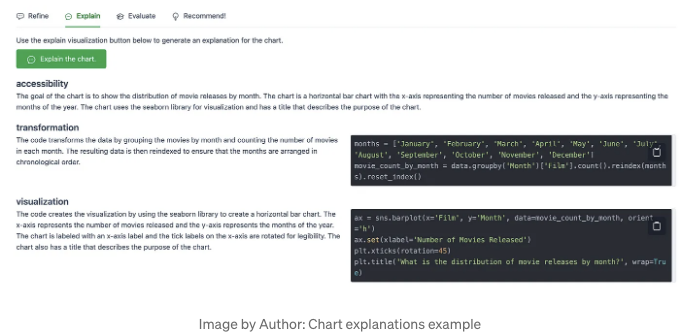 Refine Explain Evaluate Recommend!
Use the explain visualization button below to generate an explanation for the chart.
Explain the chart.
accessibility
The goal of the chart is to show the distribution of movie releases by month. The chart is a horizontal bar chart with the x-axis representing the number of movies released and the y-axis representing the
months of the year. The chart uses the seaborn library for visualization and has a title that describes the purpose of the chart.
transformation
The code transforms the data by grouping the movies by month and counting the number of movies
in each month. The resulting data is then reindexed to ensure that the months are arranged in
chronological order.
months = ['January', 'February', 'March', 'April', 'May', 'June', 'July',
'August', 'September', 'October', 'November', 'December']
movie_count_by_month = data.groupby('Month')['Film'].count().reindex(month
s).reset_index()
visualization
The code creates the visualization by using the seaborn library to create a horizontal bar chart. The
x-axis represents the number of movies released and the y-axis represents the months of the year.
The chart is labeled with an x-axis label and the tick labels on the x-axis are rotated for legibility. The
chart also has a title that describes the purpose of the chart.
ax = sns.barplot(x='Film', y='Month', data=movie_count_by_month, orient
='h')
ax.set(xlabel='Number of Movies Released')
plt.xticks(rotation=45)
plt.title('What is the distribution of movie releases by month?', wrap=Tru
e)
Image by Author: Chart explanations example